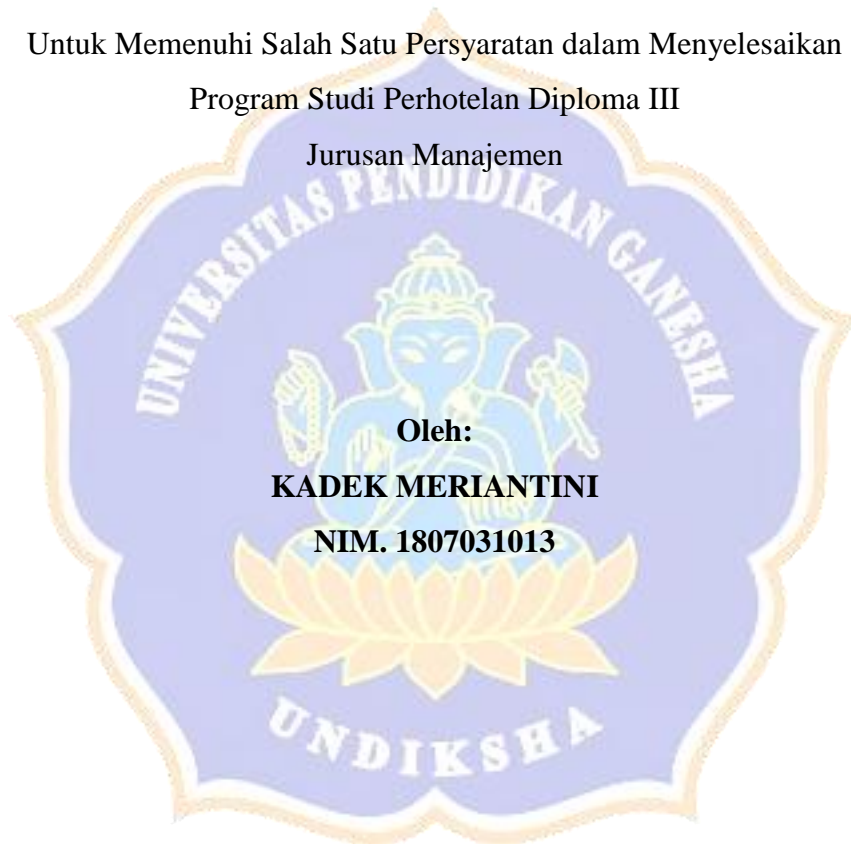 Untuk Memenuhi Salah Satu Persyaratan dalam Menyelesaikan
Program Studi Perhotelan Diploma III
Jurusan Manajemen
UNIVERSITAS PENDIDIKAN GANESHA
Oleh:
KADEK MERIANTINI
NIM. 1807031013
UNDIKSHA